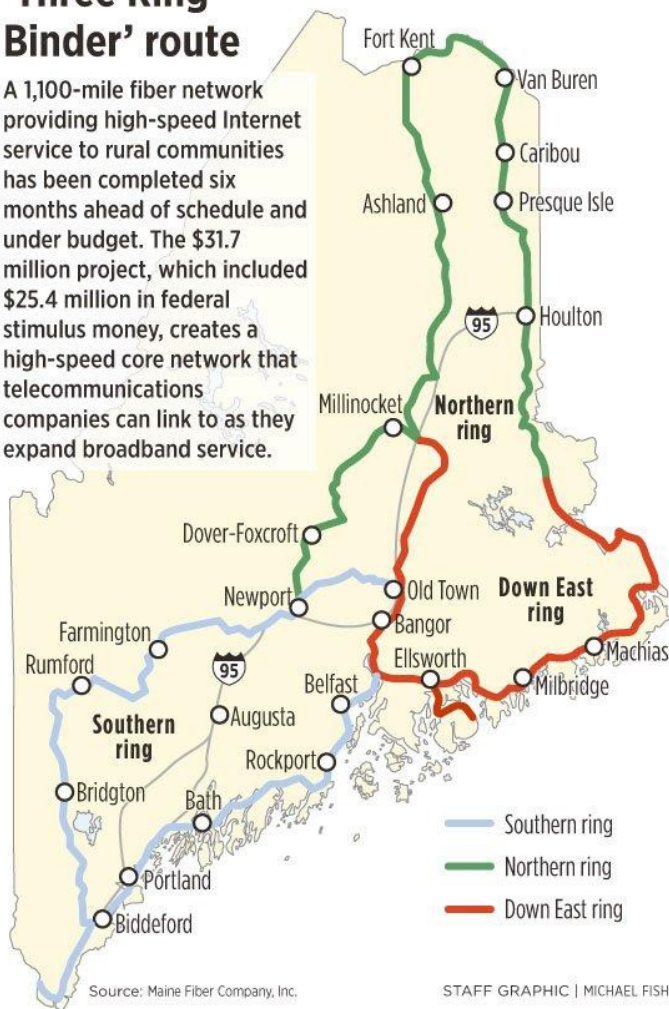 ‘Three Ring
Binder’ route
A 1,100-mile fiber network
providing high-speed Internet
service to rural communities
has been completed six
months ahead of schedule and
under budget. The $31.7
million project, which included
$25.4 million in federal
stimulus money, creates a
high-speed core network that
telecommunications
companies can link to as they
expand broadband service.
Fort Kent
Van Buren
Caribou
Ashland
Presque Isle
95
Houlton
Millinocket
Northern
ring
Dover-Foxcroft
Newport
Old Town
Down East
ring
Bangor
Farmington
Rumford
95
Ellsworth
Machias
Belfast
Milbridge
Southern
ring
Augusta
Rockport
Bridgton
Bath
Portland
Biddeford
Southern ring
Northern ring
Down East ring
Source: Maine Fiber Company, Inc.
STAFF GRAPHIC | MICHAEL FISH